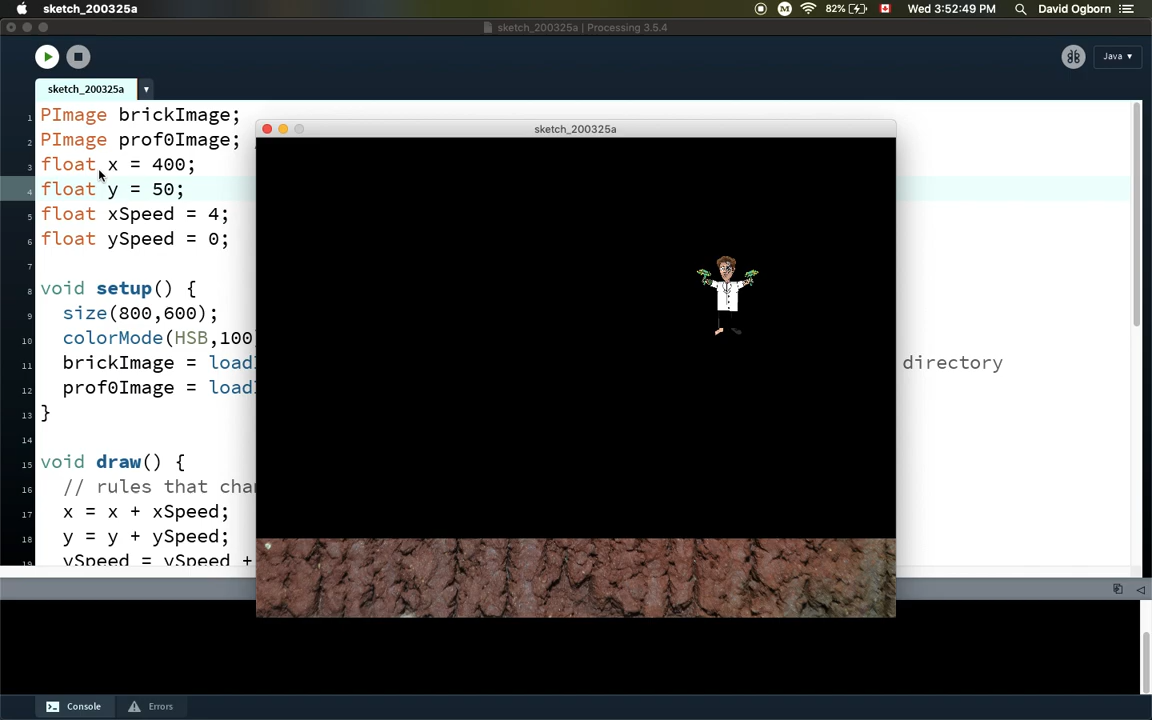 sketch_200325a
82%
Wed 3:52:49 PM
David Ogborn
sketch_200325a | Processing 3.5.4
Java ▾
sketch_200325a
▾
1 PImage brickImage;
2 PImage prof0Image; /
3 float x = 400;
4 float y = 50;
5 float xSpeed = 4;
6 float ySpeed = 0;
7
8 void setup() {
9 size(800,600);
10 colorMode(HSB,100
11 brickImage = loadI directory
12 prof0Image = loadI
13 }
14
15 void draw() {
16 // rules that cha
17 x = x + xSpeed;
18 y = y + ySpeed;
19 ySpeed = ySpeed +
sketch_200325a
Console
Errors